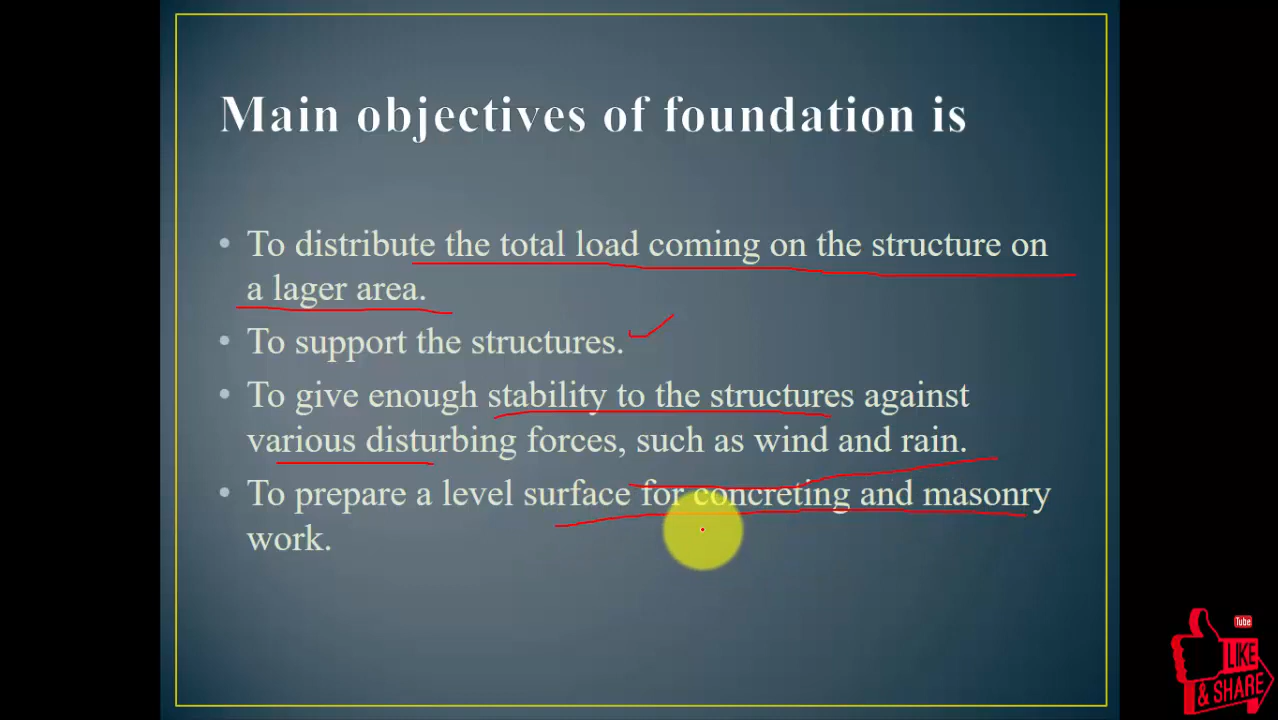 Main objectives of foundation is
• To distribute the total load coming on the structure on
a lager area.
• To support the structures.
• To give enough stability to the structures against
various disturbing forces, such as wind and rain.
• To prepare a level surface for concreting and masonry
work.
Tube
LIKE
& SHARE